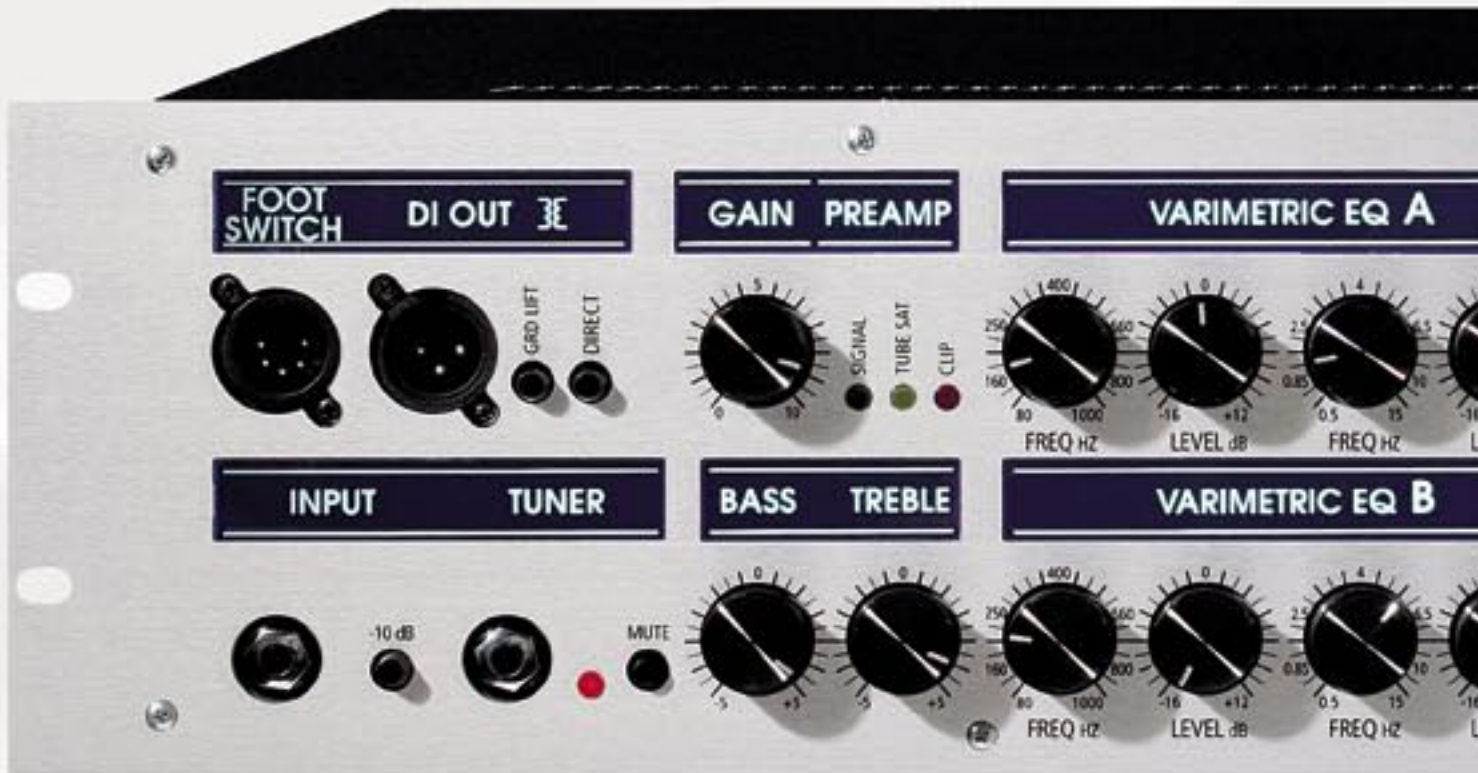 FOOT
SWITCH
DI OUT
GAIN
PREAMP
VARIMETRIC EQ A
GRD LIFT
DIRECT
5
0
10
SIGNAL
TUBE SAT
CLIP
400
250
660
160
800
80
1000
FREQ HZ
0
-16
+12
LEVEL dB
4
2.5
6.5
0.85
10
0.5
15
FREQ HZ
INPUT
TUNER
BASS
TREBLE
VARIMETRIC EQ B
-10 dB
MUTE
0
-5
+5
0
-5
+5
400
250
660
160
800
80
1000
FREQ HZ
0
-16
+12
LEVEL dB
4
2.5
6.5
0.85
10
0.5
15
FREQ HZ